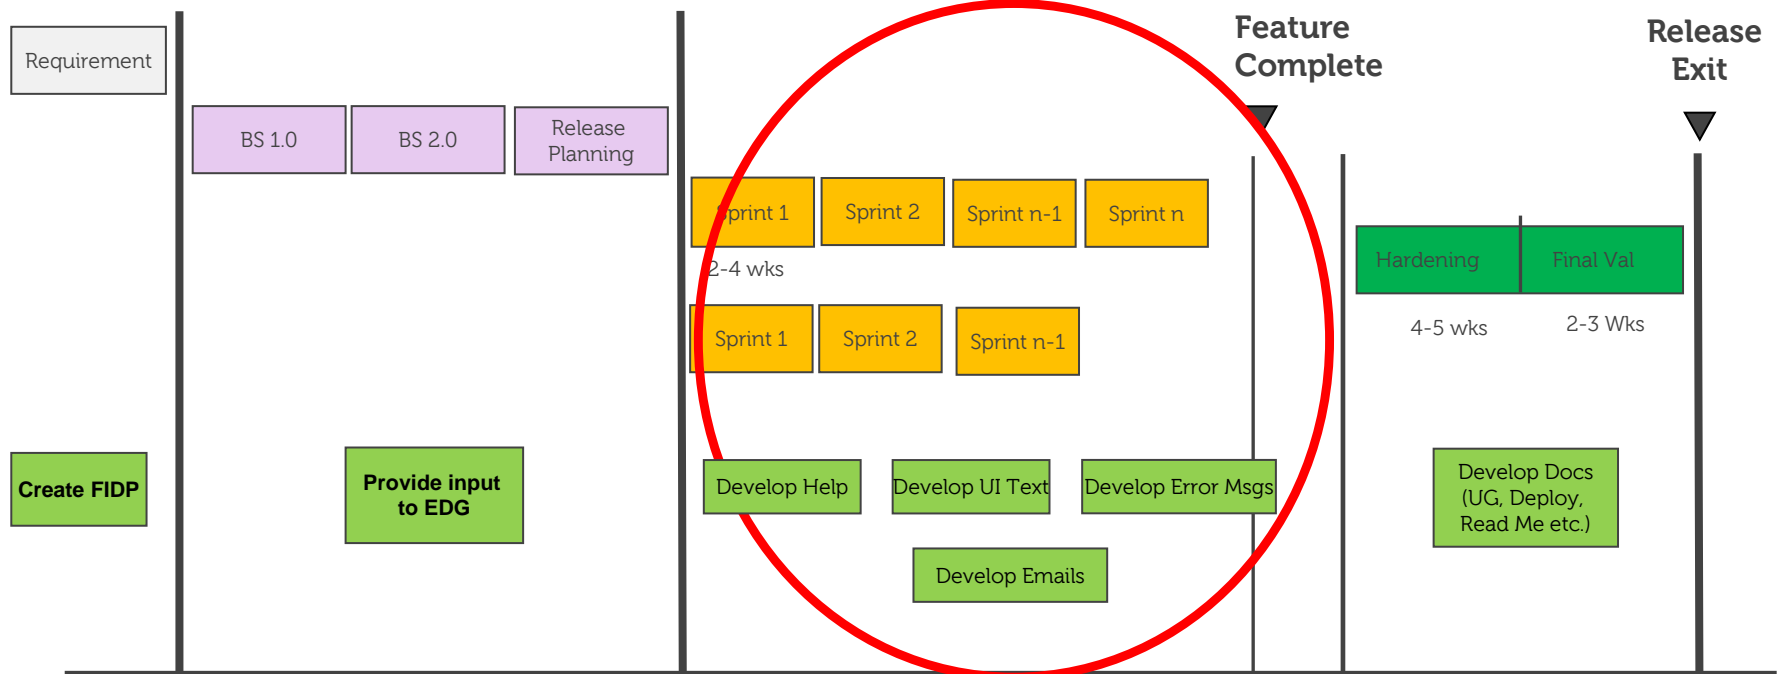 Feature
Complete
Release
Exit
Requirement
BS 1.0
BS 2.0
Release
Planning
Sprint 1
Sprint 2
Sprint n-1
Sprint n
2-4 wks
Hardening
Final Val
4-5 wks
2-3 Wks
Sprint 1
Sprint 2
Sprint n-1
Create FIDP
Provide input
to EDG
Develop Help
Develop UI Text
Develop Error Msgs
Develop Docs
(UG, Deploy,
Read Me etc.)
Develop Emails